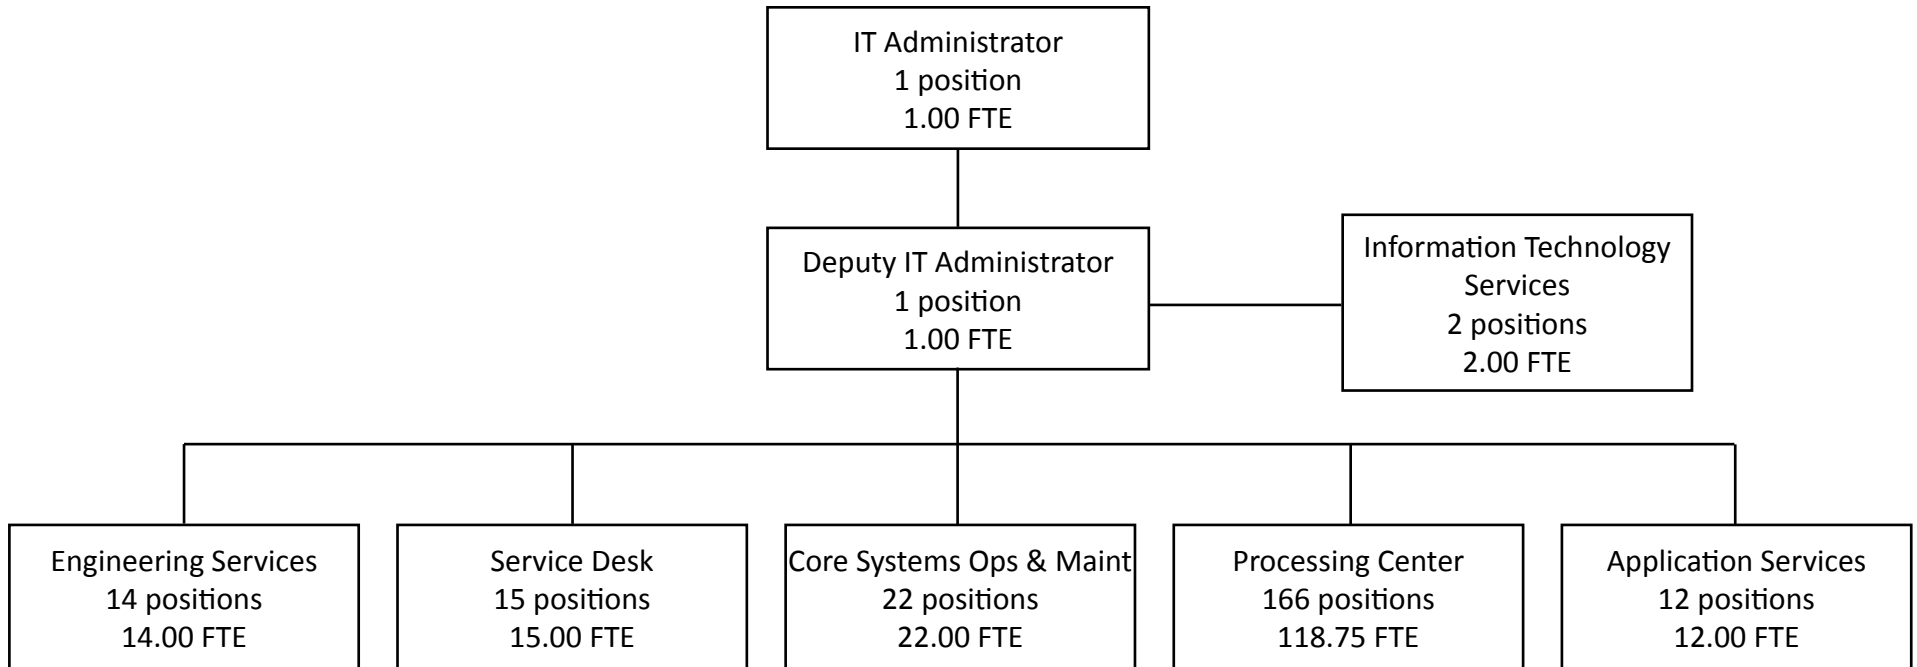 IT Administrator
1 position
1.00 FTE
Deputy IT Administrator
1 position
1.00 FTE
Information Technology
Services
2 positions
2.00 FTE
Engineering Services
14 positions
14.00 FTE
Service Desk
15 positions
15.00 FTE
Core Systems Ops & Maint
22 positions
22.00 FTE
Processing Center
166 positions
118.75 FTE
Application Services
12 positions
12.00 FTE